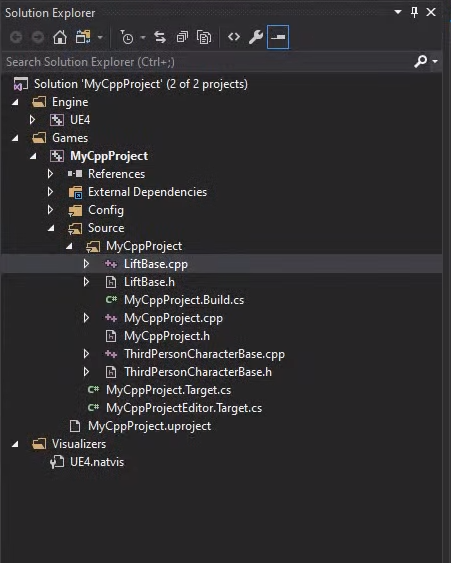 Solution Explorer
Search Solution Explorer (Ctrl+;)
Solution 'MyCppProject' (2 of 2 projects)
Engine
UE4
Games
MyCppProject
References
External Dependencies
Config
Source
MyCppProject
LiftBase.cpp
LiftBase.h
C# MyCppProject.Build.cs
MyCppProject.cpp
MyCppProject.h
ThirdPersonCharacterBase.cpp
ThirdPersonCharacterBase.h
C# MyCppProject.Target.cs
C# MyCppProjectEditor.Target.cs
MyCppProject.uproject
Visualizers
UE4.natvis